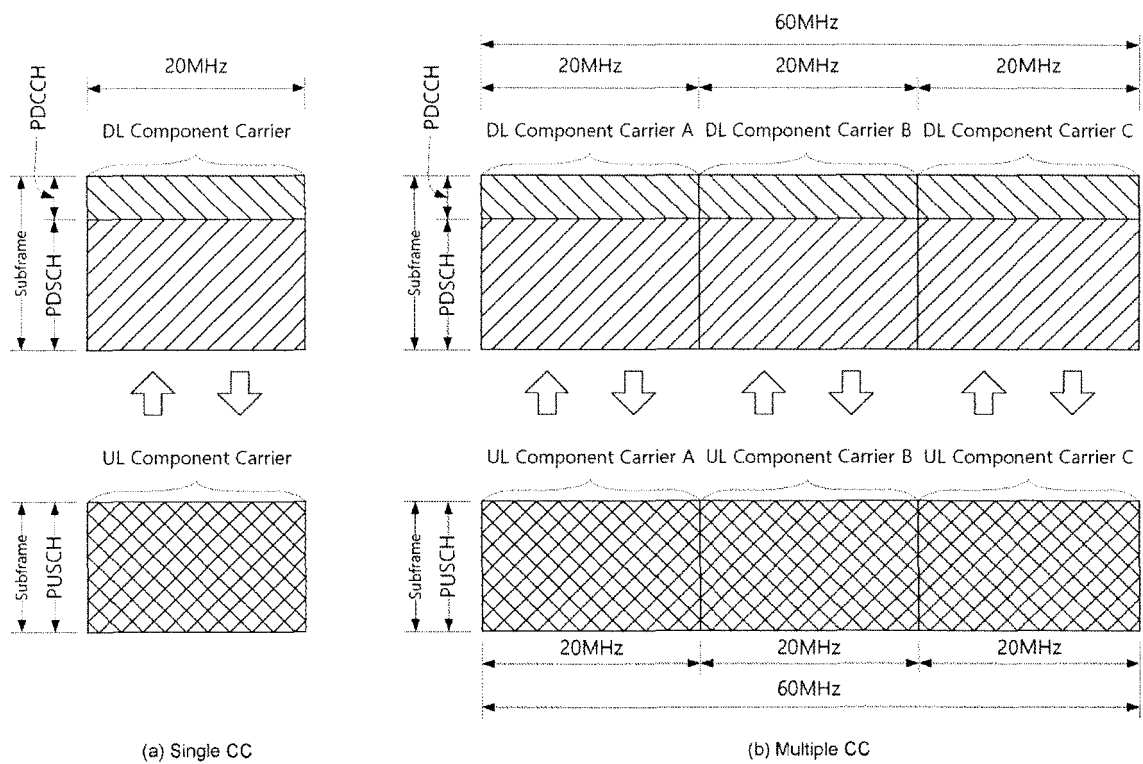 60MHz
20MHz
20MHz 20MHz 20MHz
PDCCH
DL Component Carrier
PDCCH
DL Component Carrier A DL Component Carrier B DL Component Carrier C
Subframe
PDSCH
Subframe
PDSCH
UL Component Carrier
UL Component Carrier A UL Component Carrier B UL Component Carrier C
Subframe
PUSCH
Subframe
PUSCH
20MHz 20MHz 20MHz
60MHz
(a) Single CC
(b) Multiple CC